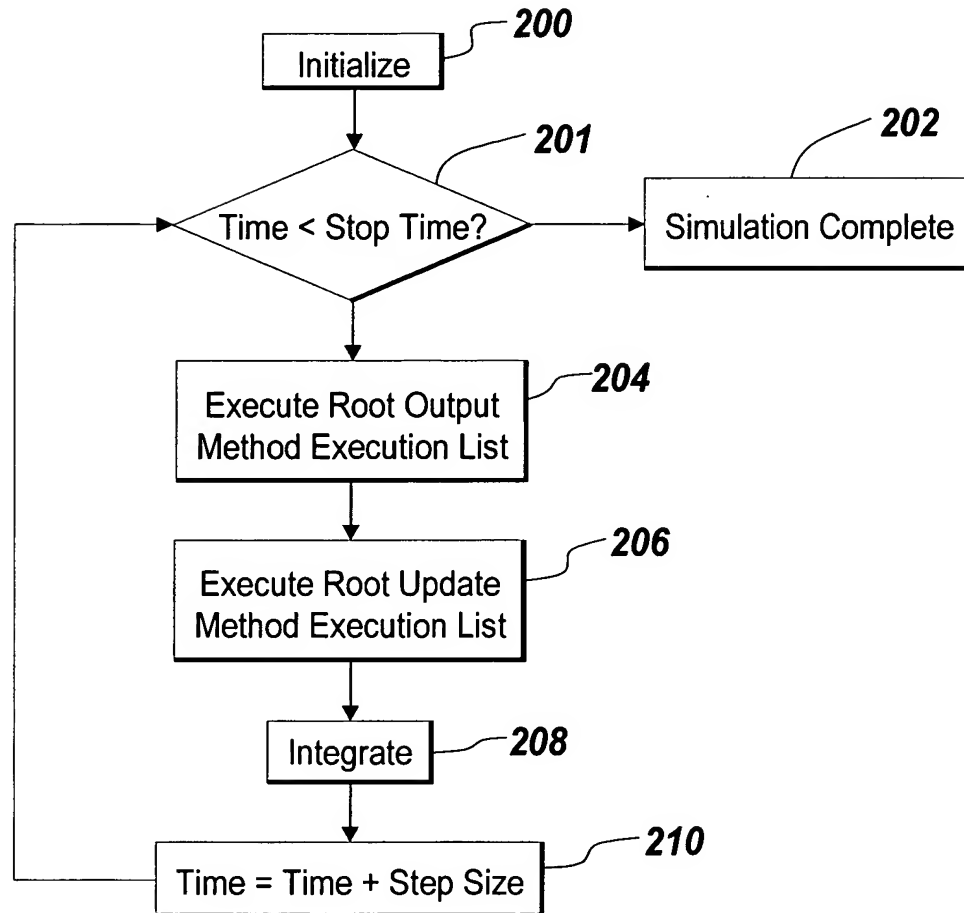 200
Initialize
201
202
Time < Stop Time?
Simulation Complete
204
Execute Root Output
Method Execution List
206
Execute Root Update
Method Execution List
208
Integrate
210
Time = Time + Step Size